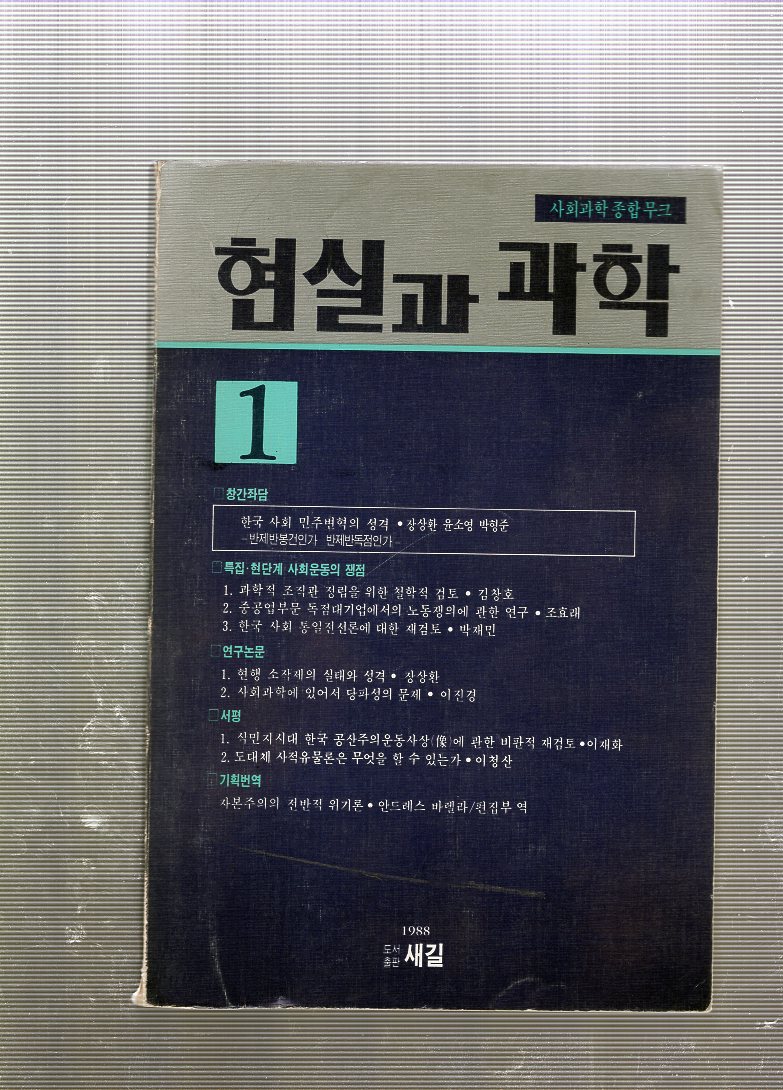 사회과학 종합 무크
현실과 과학
1
창간좌담
한국 사회 민주변혁의 성격 • 장상환 윤소영 박형준
- 반제반봉건인가 반제반독점인가 -
특집·현단계 사회운동의 쟁점
1. 과학적 조직관 정립을 위한 철학적 검토 • 김창호
2. 중공업부문 독점대기업에서의 노동쟁의에 관한 연구 • 조효래
3. 한국 사회 통일전선론에 대한 재검토 • 박재민
연구논문
1. 현행 소작제의 실태와 성격 • 장상환
2. 사회과학에 있어서 당파성의 문제 • 이진경
서평
1. 식민지시대 한국 공산주의운동사상(像)에 관한 비판적 재검토 • 이재화
2. 도대체 사적유물론은 무엇을 할 수 있는가 • 이청산
기획번역
자본주의의 전반적 위기론 • 안드레스 바렐라/편집부 역
1988
도서
출판 새길